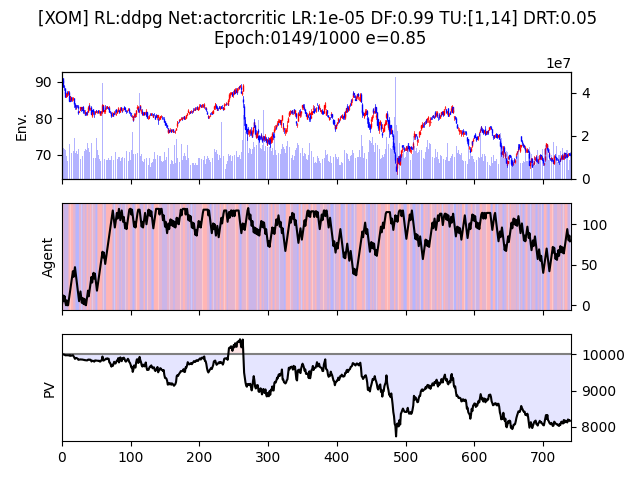 [XOM] RL:ddpg Net:actorcritic LR:1e-05 DF:0.99 TU:[1,14] DRT:0.05
Epoch:0149/1000 e=0.85
1e7
90
80
70
Env.
4
2
0
Agent
100
50
0
PV
10000
9000
8000
0 100 200 300 400 500 600 700